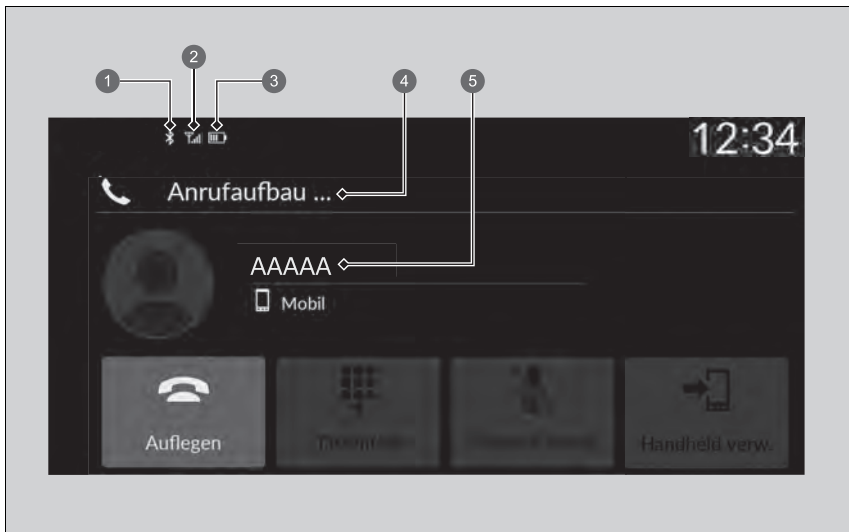 1 2 3 4 5
12:34
Anrufaufbau ...
AAAAA
Mobil
Auflegen
Handheld verw.